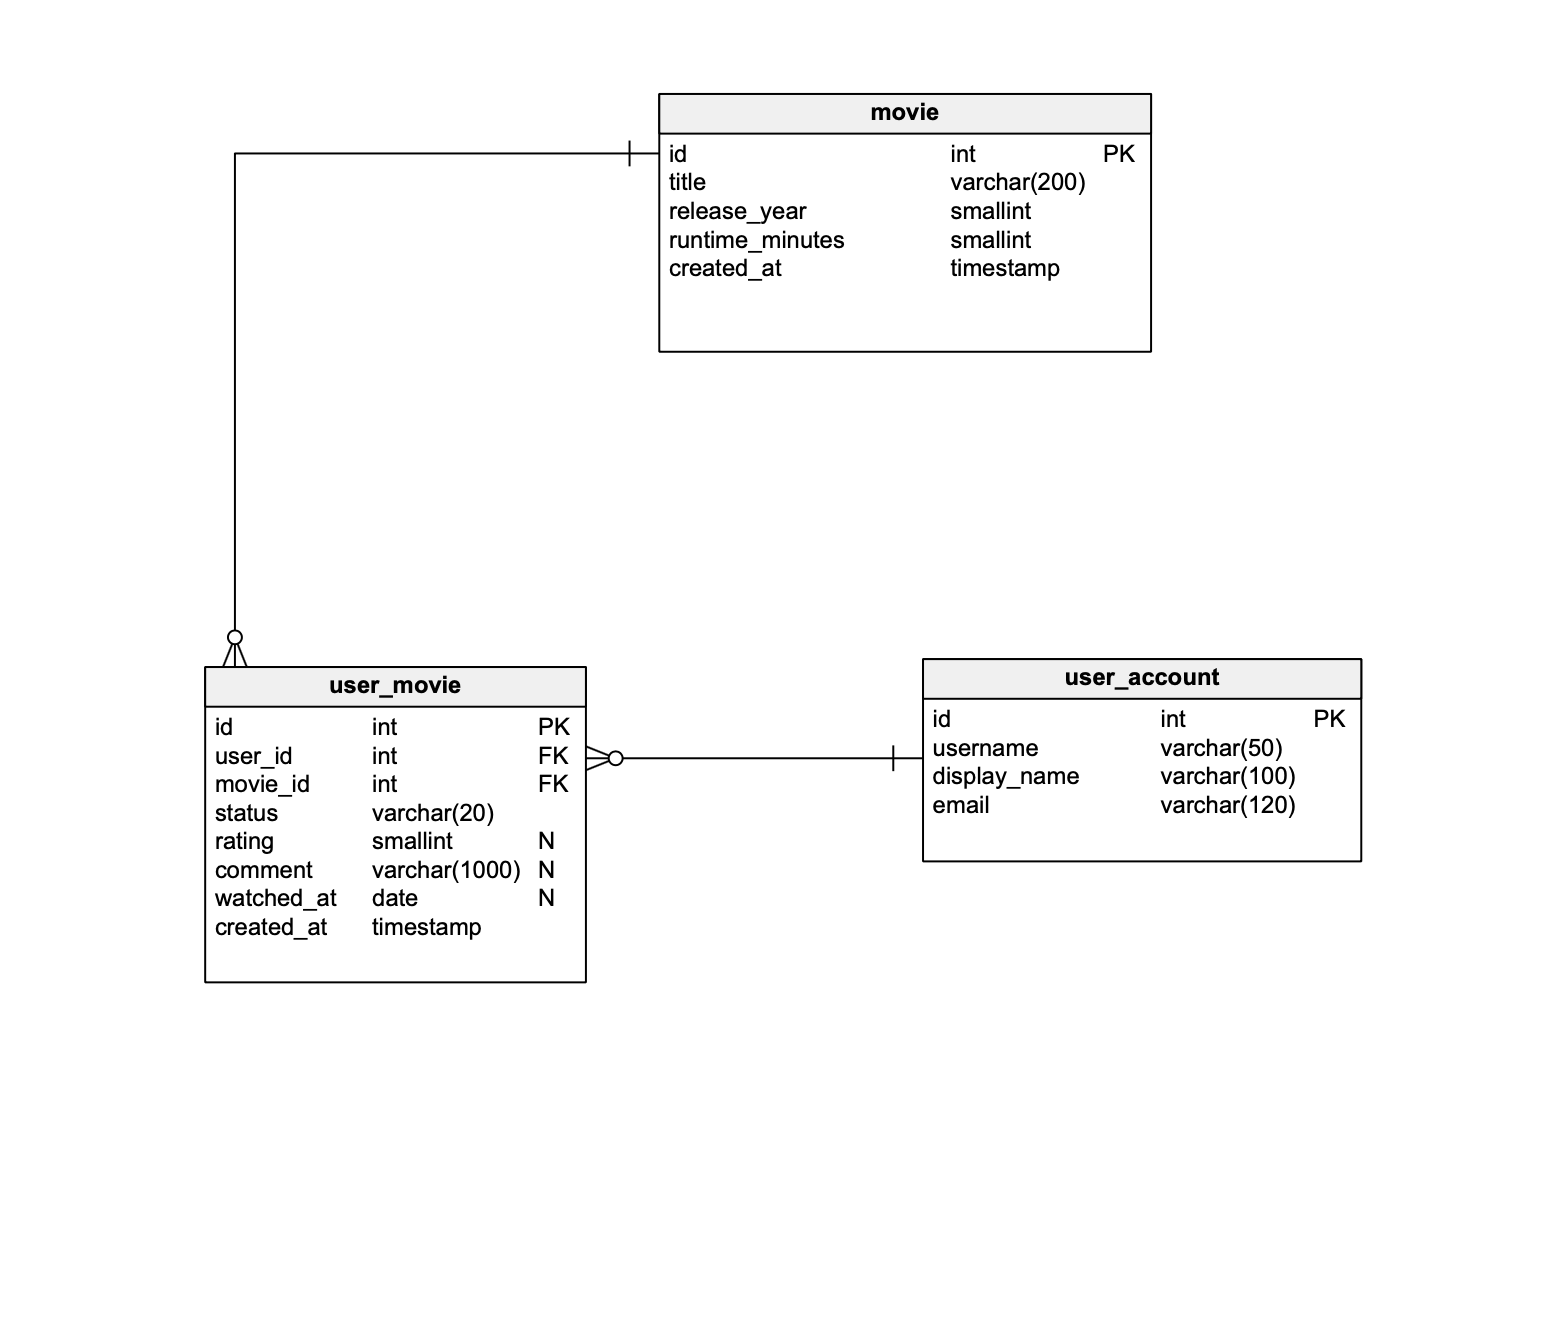 movie
id int PK
title varchar(200)
release_year smallint
runtime_minutes smallint
created_at timestamp
user_movie
id int PK
user_id int FK
movie_id int FK
status varchar(20)
rating smallint N
comment varchar(1000) N
watched_at date N
created_at timestamp
user_account
id int PK
username varchar(50)
display_name varchar(100)
email varchar(120)